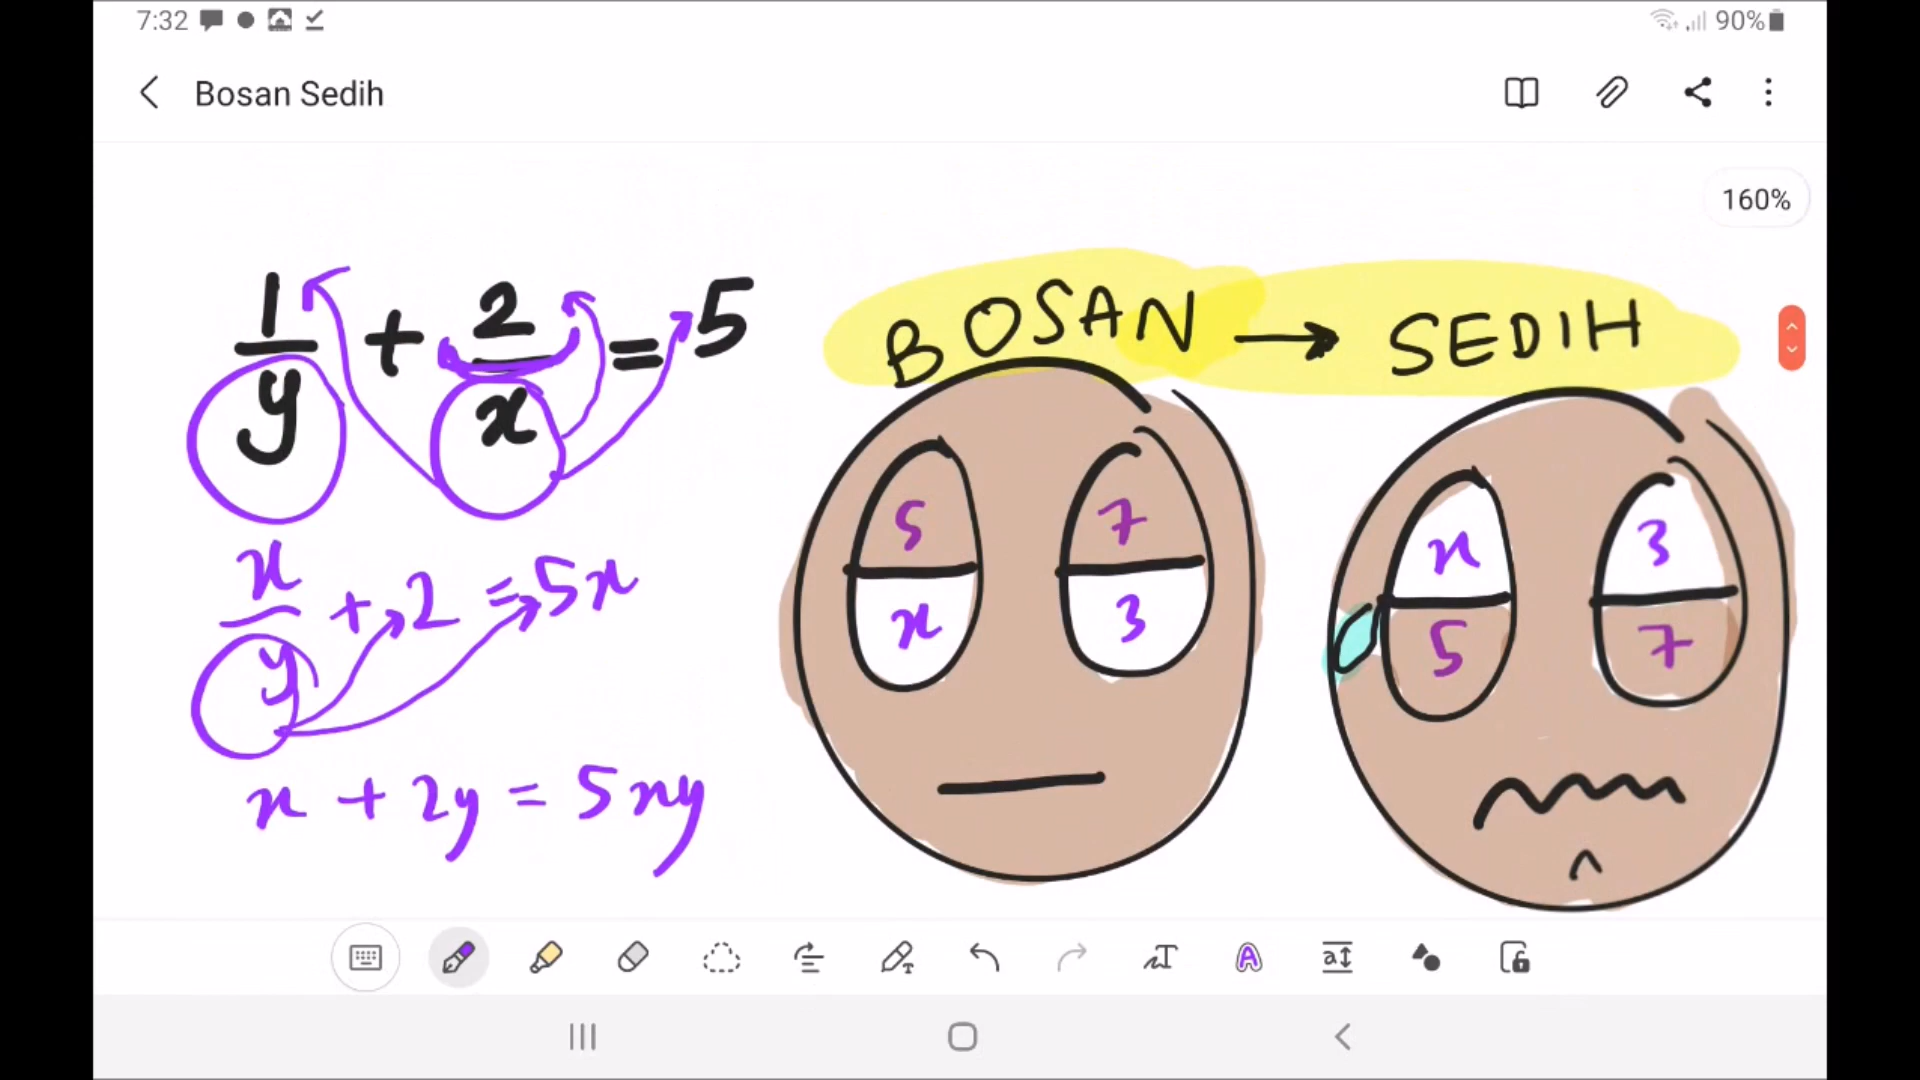 7:32
90%
Bosan Sedih
160%
1/y + 2/x = 5
x/y + 2 = 5x
x + 2y = 5xy
BOSAN → SEDIH
5 7
x 3
x 3
5 7